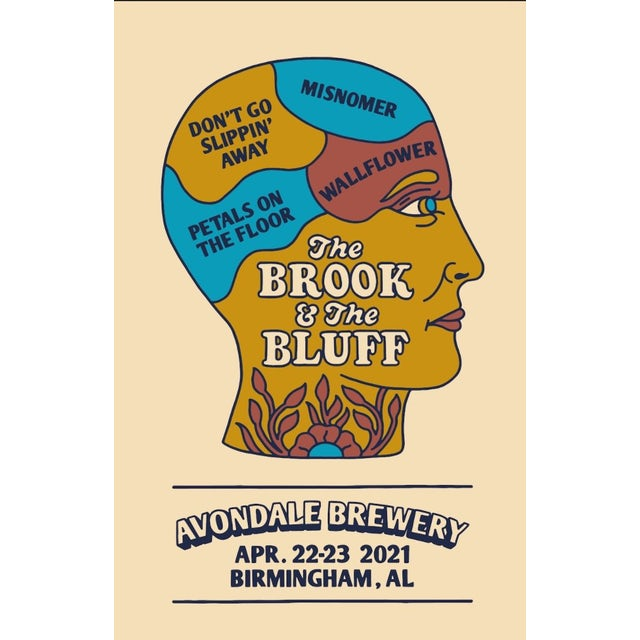 MISNOMER
DON'T GO
SLIPPIN'
AWAY
WALLFLOWER
PETALS ON
THE FLOOR
The
BROOK
& The
BLUFF
AVONDALE BREWERY
APR. 22-23 2021
BIRMINGHAM, AL